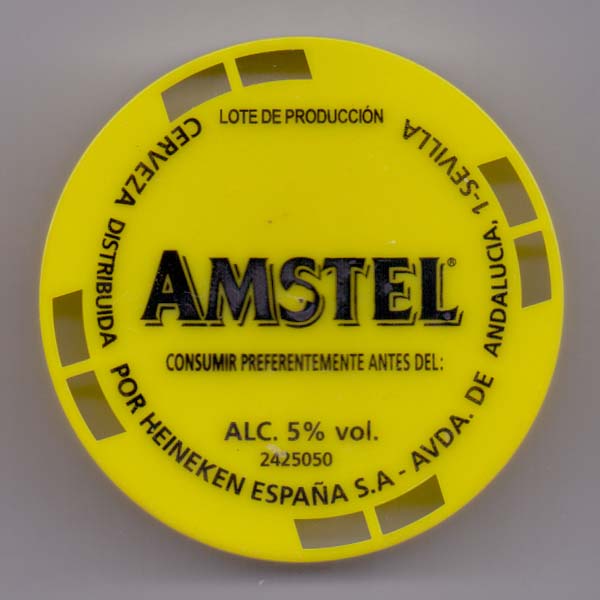 LOTE DE PRODUCCIÓN
AMSTEL®
CONSUMIR PREFERENTEMENTE ANTES DEL:
ALC. 5% vol.
2425050
CERVEZA DISTRIBUIDA POR HEINEKEN ESPAÑA S.A - AVDA. DE ANDALUCIA, 1-SEVILLA